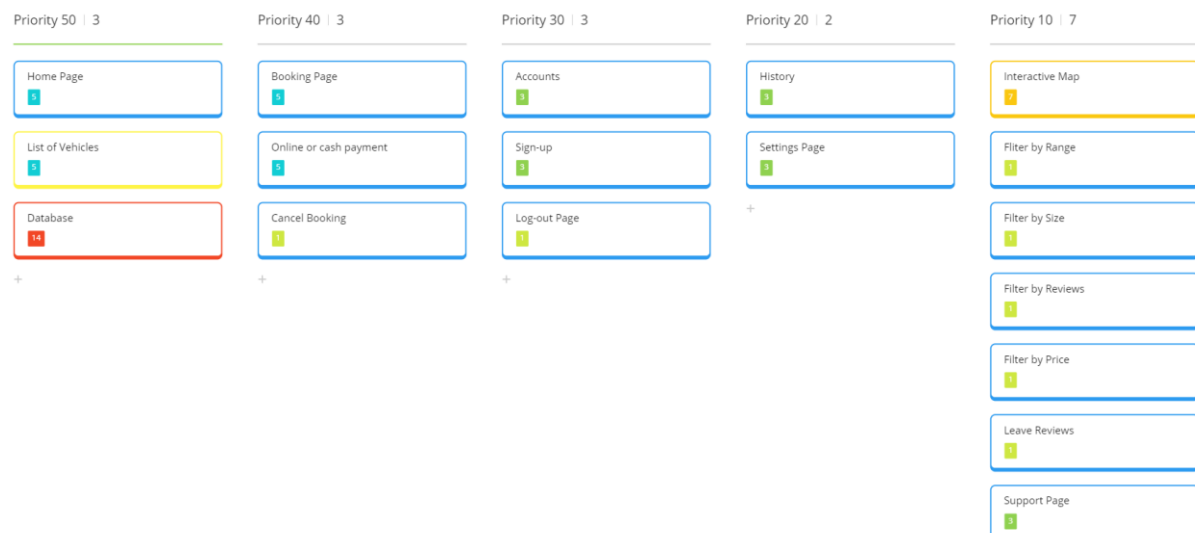 Priority 50 | 3
Home Page
5
List of Vehicles
5
Database
14
+
Priority 40 | 3
Booking Page
5
Online or cash payment
5
Cancel Booking
1
+
Priority 30 | 3
Accounts
3
Sign-up
3
Log-out Page
1
+
Priority 20 | 2
History
3
Settings Page
3
+
Priority 10 | 7
Interactive Map
7
Fliter by Range
1
Filter by Size
1
Filter by Reviews
1
Filter by Price
1
Leave Reviews
1
Support Page
3